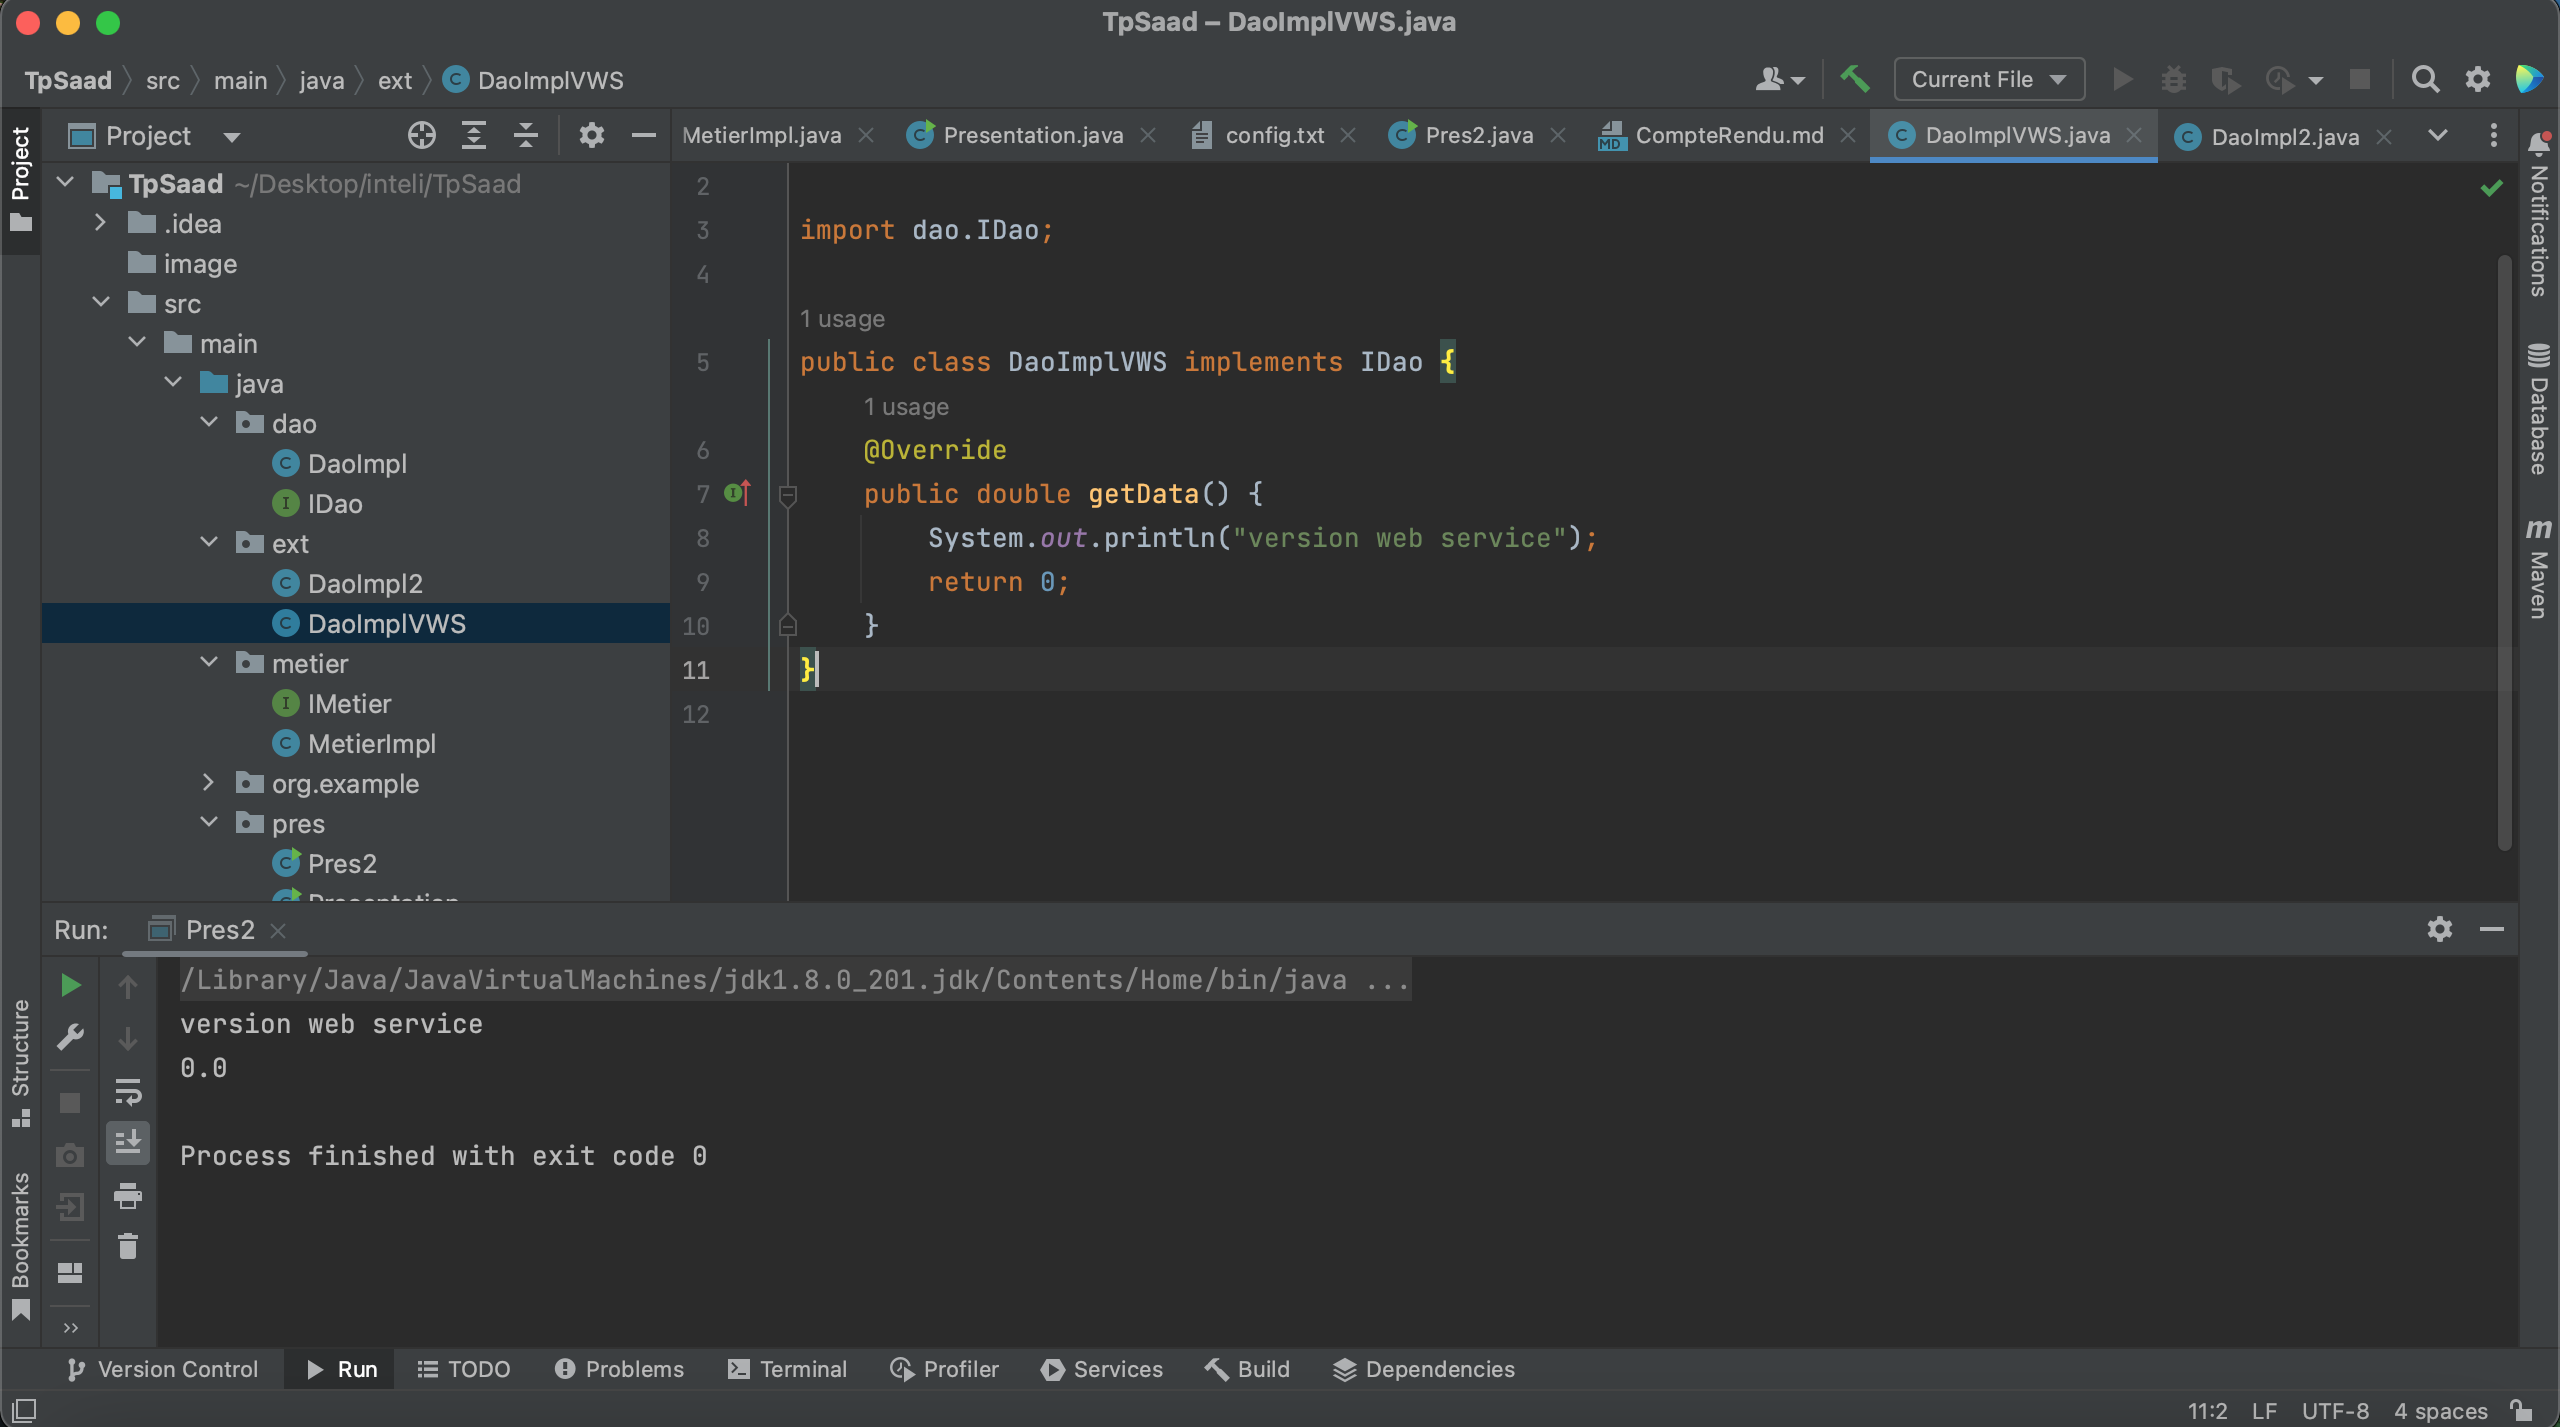 TpSaad – DaoImplVWS.java
TpSaad src main java ext DaoImplVWS
Current File
Project
MetierImpl.java Presentation.java config.txt Pres2.java CompteRendu.md DaoImplVWS.java DaoImpl2.java
Project
TpSaad ~/Desktop/inteli/TpSaad
.idea
image
src
main
java
dao
DaoImpl
IDao
ext
DaoImpl2
DaoImplVWS
metier
IMetier
MetierImpl
org.example
pres
Pres2
Presentation
2
3 import dao.IDao;
4
1 usage
5 public class DaoImplVWS implements IDao {
1 usage
6 @Override
7 public double getData() {
8 System.out.println("version web service");
9 return 0;
10 }
11 }
12
Notifications
Database
m Maven
Run: Pres2
/Library/Java/JavaVirtualMachines/jdk1.8.0_201.jdk/Contents/Home/bin/java ...
version web service
0.0
Process finished with exit code 0
Structure
Bookmarks
Version Control Run TODO Problems Terminal Profiler Services Build Dependencies
11:2 LF UTF-8 4 spaces